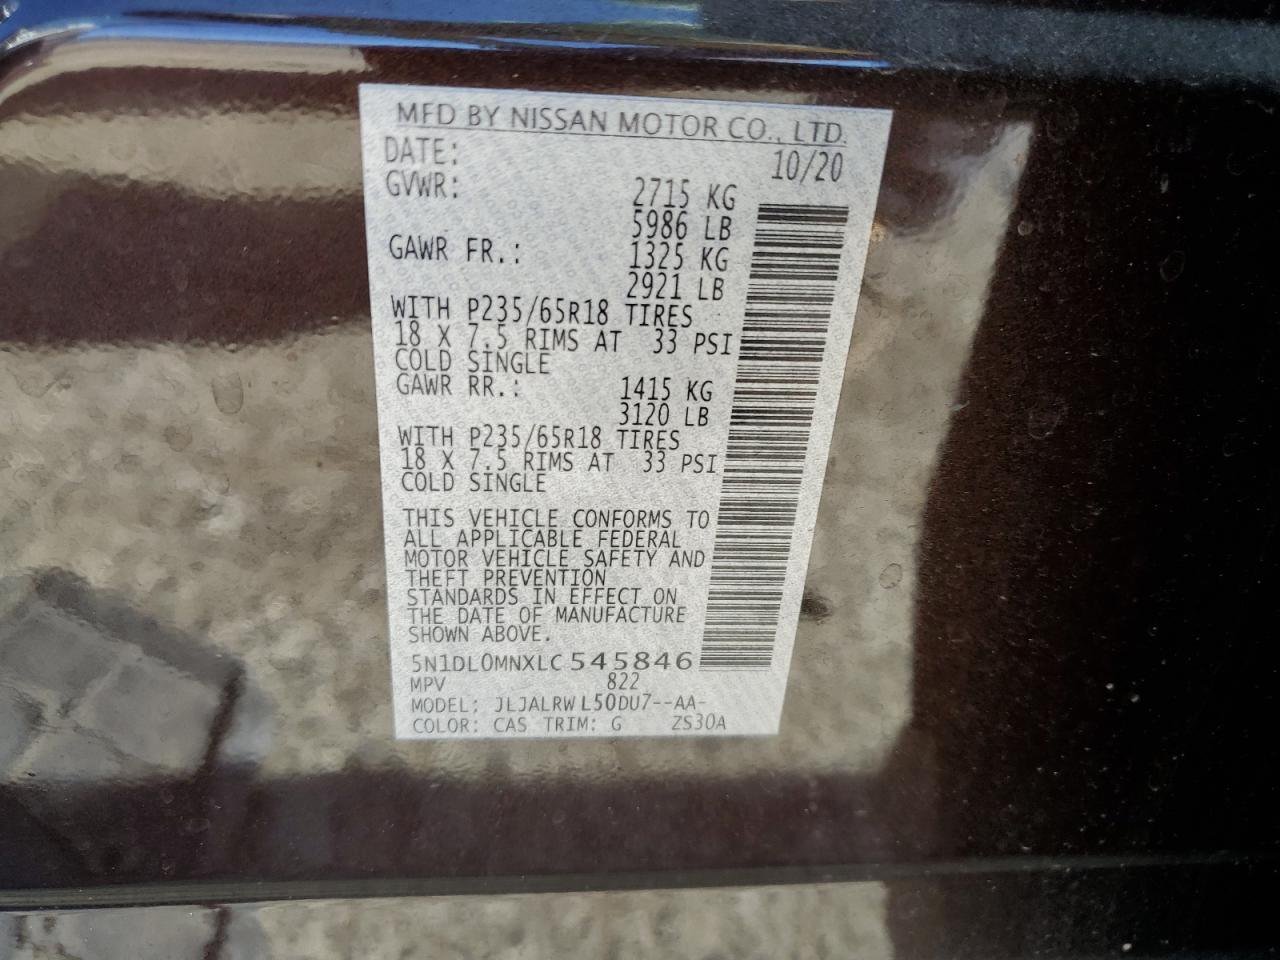 MFD BY NISSAN MOTOR CO., LTD.
DATE: 10/20
GVWR: 2715 KG
5986 LB
GAWR FR.: 1325 KG
2921 LB
WITH P235/65R18 TIRES
18 X 7.5 RIMS AT 33 PSI
COLD SINGLE
GAWR RR.: 1415 KG
3120 LB
WITH P235/65R18 TIRES
18 X 7.5 RIMS AT 33 PSI
COLD SINGLE
THIS VEHICLE CONFORMS TO
ALL APPLICABLE FEDERAL
MOTOR VEHICLE SAFETY AND
THEFT PREVENTION
STANDARDS IN EFFECT ON
THE DATE OF MANUFACTURE
SHOWN ABOVE.
5N1DL0MNXLC545846
MPV 822
MODEL: JLJALRWL50DU7--AA-
COLOR: CAS TRIM: G ZS30A